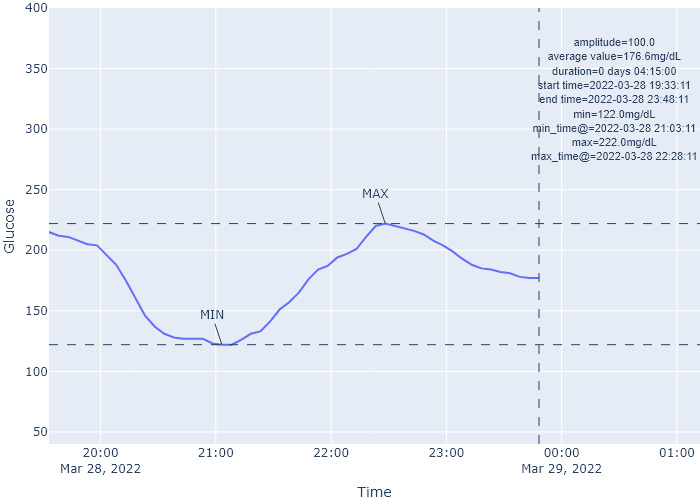 400
350
300
250
200
150
100
50
Glucose
amplitude=100.0
average value=176.6mg/dL
duration=0 days 04:15:00
start time=2022-03-28 19:33:11
end time=2022-03-28 23:48:11
min=122.0mg/dL
min_time@=2022-03-28 21:03:11
max=222.0mg/dL
max_time@=2022-03-28 22:28:11
MAX
MIN
20:00 21:00 22:00 23:00 00:00 01:00
Mar 28, 2022 Mar 29, 2022
Time